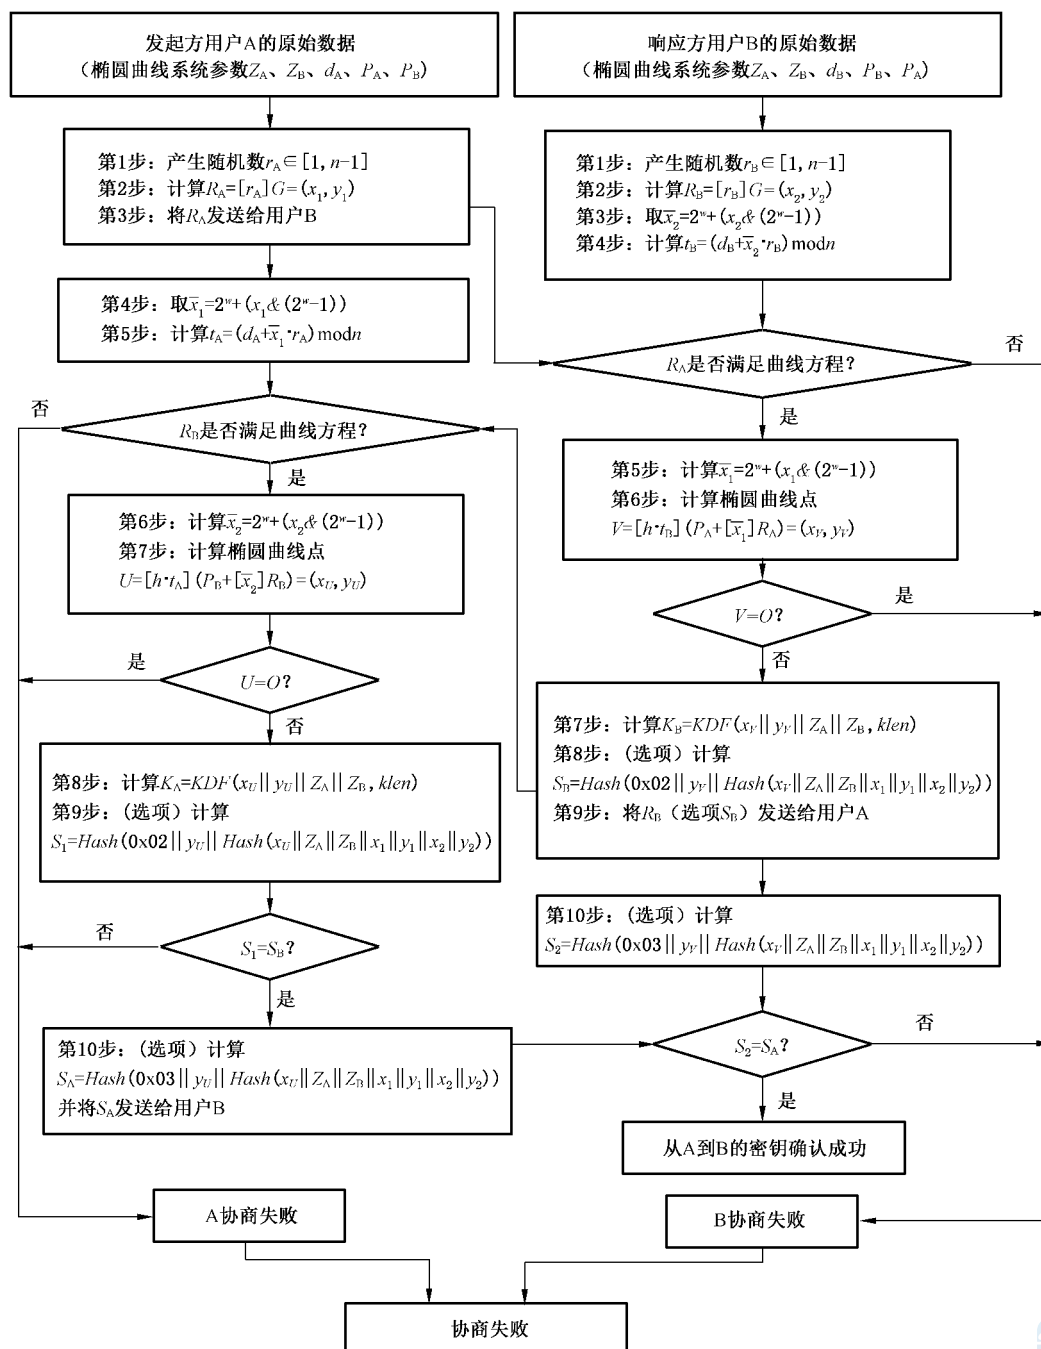 发起方用户A的原始数据
（椭圆曲线系统参数Z_A、Z_B、d_A、P_A、P_B）
第1步：产生随机数r_A∈[1,n-1]
第2步：计算R_A=[r_A]G=(x_1,y_1)
第3步：将R_A发送给用户B
第4步：取x̄_1=2^w+(x_1&(2^w-1))
第5步：计算t_A=(d_A+x̄_1·r_A)modn
否
R_B是否满足曲线方程？
是
第6步：计算x̄_2=2^w+(x_2&(2^w-1))
第7步：计算椭圆曲线点
U=[h·t_A](P_B+[x̄_2]R_B)=(x_U,y_U)
是
U=O？
否
第8步：计算K_A=KDF(x_U||y_U||Z_A||Z_B,klen)
第9步：(选项）计算
S_1=Hash(0x02||y_U||Hash(x_U||Z_A||Z_B||x_1||y_1||x_2||y_2))
否
S_1=S_B？
是
第10步：(选项）计算
S_A=Hash(0x03||y_U||Hash(x_U||Z_A||Z_B||x_1||y_1||x_2||y_2))
并将S_A发送给用户B
A协商失败
响应方用户B的原始数据
（椭圆曲线系统参数Z_A、Z_B、d_B、P_B、P_A）
第1步：产生随机数r_B∈[1,n-1]
第2步：计算R_B=[r_B]G=(x_2,y_2)
第3步：取x̄_2=2^w+(x_2&(2^w-1))
第4步：计算t_B=(d_B+x̄_2·r_B)modn
否
R_A是否满足曲线方程？
是
第5步：计算x̄_1=2^w+(x_1&(2^w-1))
第6步：计算椭圆曲线点
V=[h·t_B](P_A+[x̄_1]R_A)=(x_V,y_V)
是
V=O？
否
第7步：计算K_B=KDF(x_V||y_V||Z_A||Z_B,klen)
第8步：(选项）计算
S_B=Hash(0x02||y_V||Hash(x_V||Z_A||Z_B||x_1||y_1||x_2||y_2))
第9步：将R_B（选项S_B）发送给用户A
第10步：(选项）计算
S_2=Hash(0x03||y_V||Hash(x_V||Z_A||Z_B||x_1||y_1||x_2||y_2))
否
S_2=S_A？
是
从A到B的密钥确认成功
B协商失败
协商失败